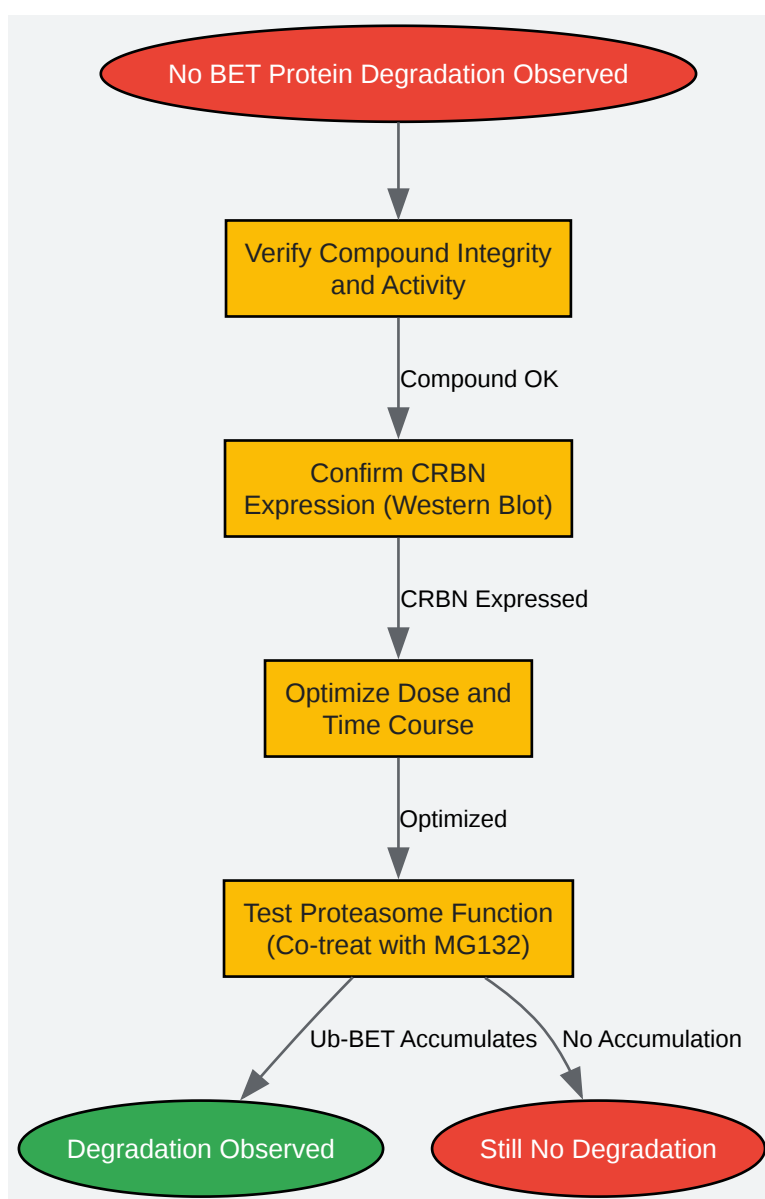 No BET Protein Degradation Observed
Verify Compound Integrity
and Activity
Compound OK
Confirm CRBN
Expression (Western Blot)
CRBN Expressed
Optimize Dose and
Time Course
Optimized
Test Proteasome Function
(Co-treat with MG132)
Ub-BET Accumulates
No Accumulation
Degradation Observed
Still No Degradation